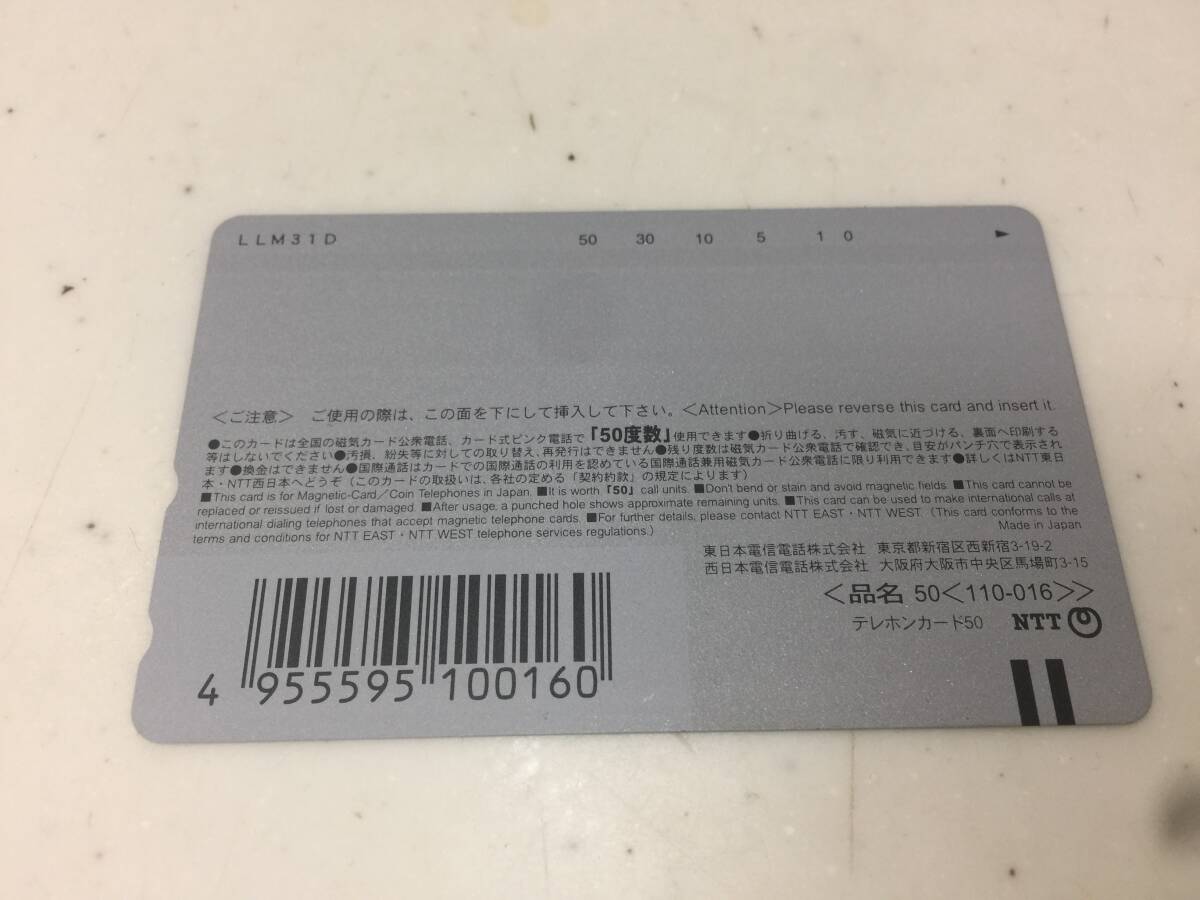 LLM31D 50 30 10 5 1 0
<ご注意> ご使用の際は、この面を下にして挿入して下さい。<Attention>Please reverse this card and insert it.
●このカードは全国の磁気カード公衆電話、カード式ピンク電話で「50度数」使用できます●折り曲げる、汚す、磁気に近づける、裏面へ印刷する
等はしないでください●汚損、紛失等に対しての取り替え、再発行はできません●残り度数は磁気カード公衆電話で確認でき、目安がパンチ穴で表示され
ます●換金はできません●国際通話はカードでの国際通話の利用を認めている国際通話兼用磁気カード公衆電話に限り利用できます●詳しくはNTT東日
本・NTT西日本へどうぞ(このカードの取扱いは、各社の定める「契約約款」の規定によります)
■This card is for Magnetic-Card/Coin Telephones in Japan. ■It is worth「50」call units. ■Don't bend or stain and avoid magnetic fields. ■This card cannot be
replaced or reissued if lost or damaged. ■After usage, a punched hole shows approximate remaining units. ■This card can be used to make international calls at
international dialing telephones that accept magnetic telephone cards. ■For further details, please contact NTT EAST・NTT WEST. (This card conforms to the
terms and conditions for NTT EAST・NTT WEST telephone services regulations.)
Made in Japan
東日本電信電話株式会社 東京都新宿区西新宿3-19-2
西日本電信電話株式会社 大阪府大阪市中央区馬場町3-15
<品名 50<110-016>>
テレホンカード50 NTT
4 955595 100160